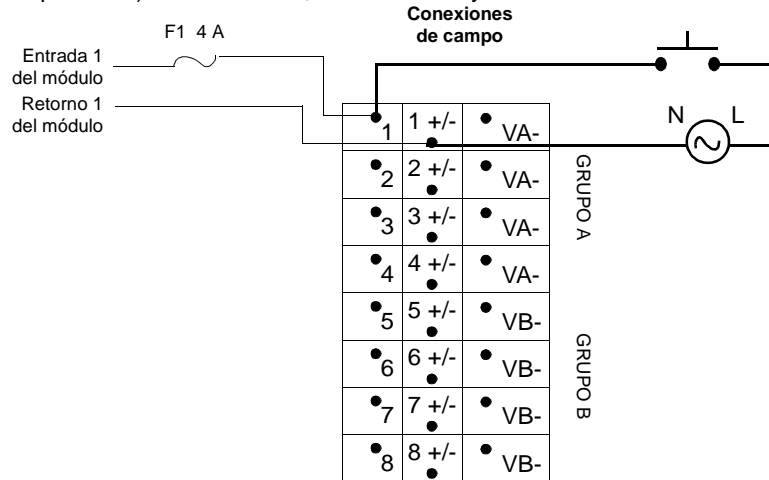 Conexiones
de campo
F1 4 A
Entrada 1
del módulo
Retorno 1
del módulo
N L
1 1 +/- VA-
2 2 +/- VA-
3 3 +/- VA-
4 4 +/- VA-
GRUPO A
5 5 +/- VB-
6 6 +/- VB-
7 7 +/- VB-
8 8 +/- VB-
GRUPO B